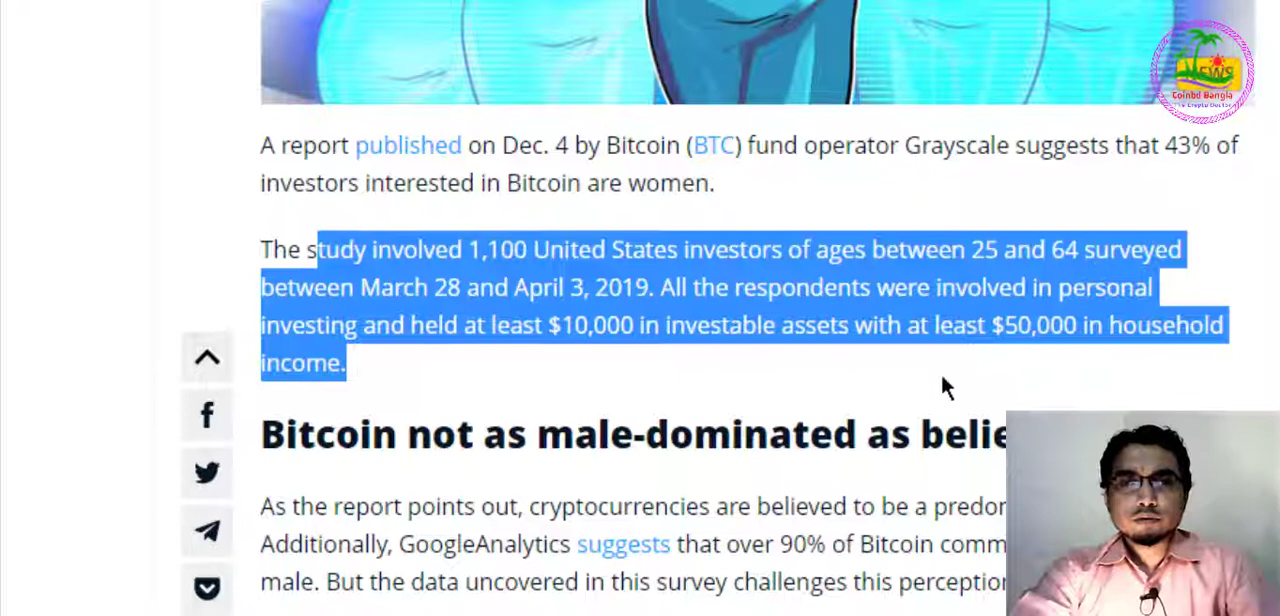 NEWS
Coinbd Bangla
A report published on Dec. 4 by Bitcoin (BTC) fund operator Grayscale suggests that 43% of
investors interested in Bitcoin are women.
The study involved 1,100 United States investors of ages between 25 and 64 surveyed
between March 28 and April 3, 2019. All the respondents were involved in personal
investing and held at least $10,000 in investable assets with at least $50,000 in household
income.
Bitcoin not as male-dominated as belie
As the report points out, cryptocurrencies are believed to be a predor
Additionally, GoogleAnalytics suggests that over 90% of Bitcoin comm
male. But the data uncovered in this survey challenges this perception